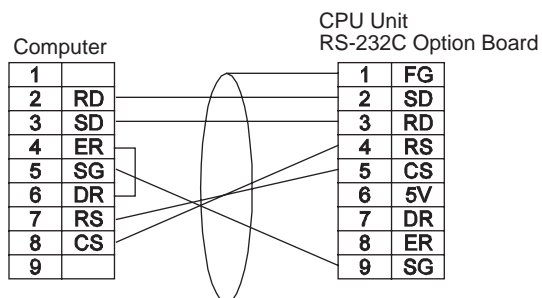 CPU Unit
Computer RS-232C Option Board
1 1 FG
2 RD 2 SD
3 SD 3 RD
4 ER 4 RS
5 SG 5 CS
6 DR 6 5V
7 RS 7 DR
8 CS 8 ER
9 9 SG